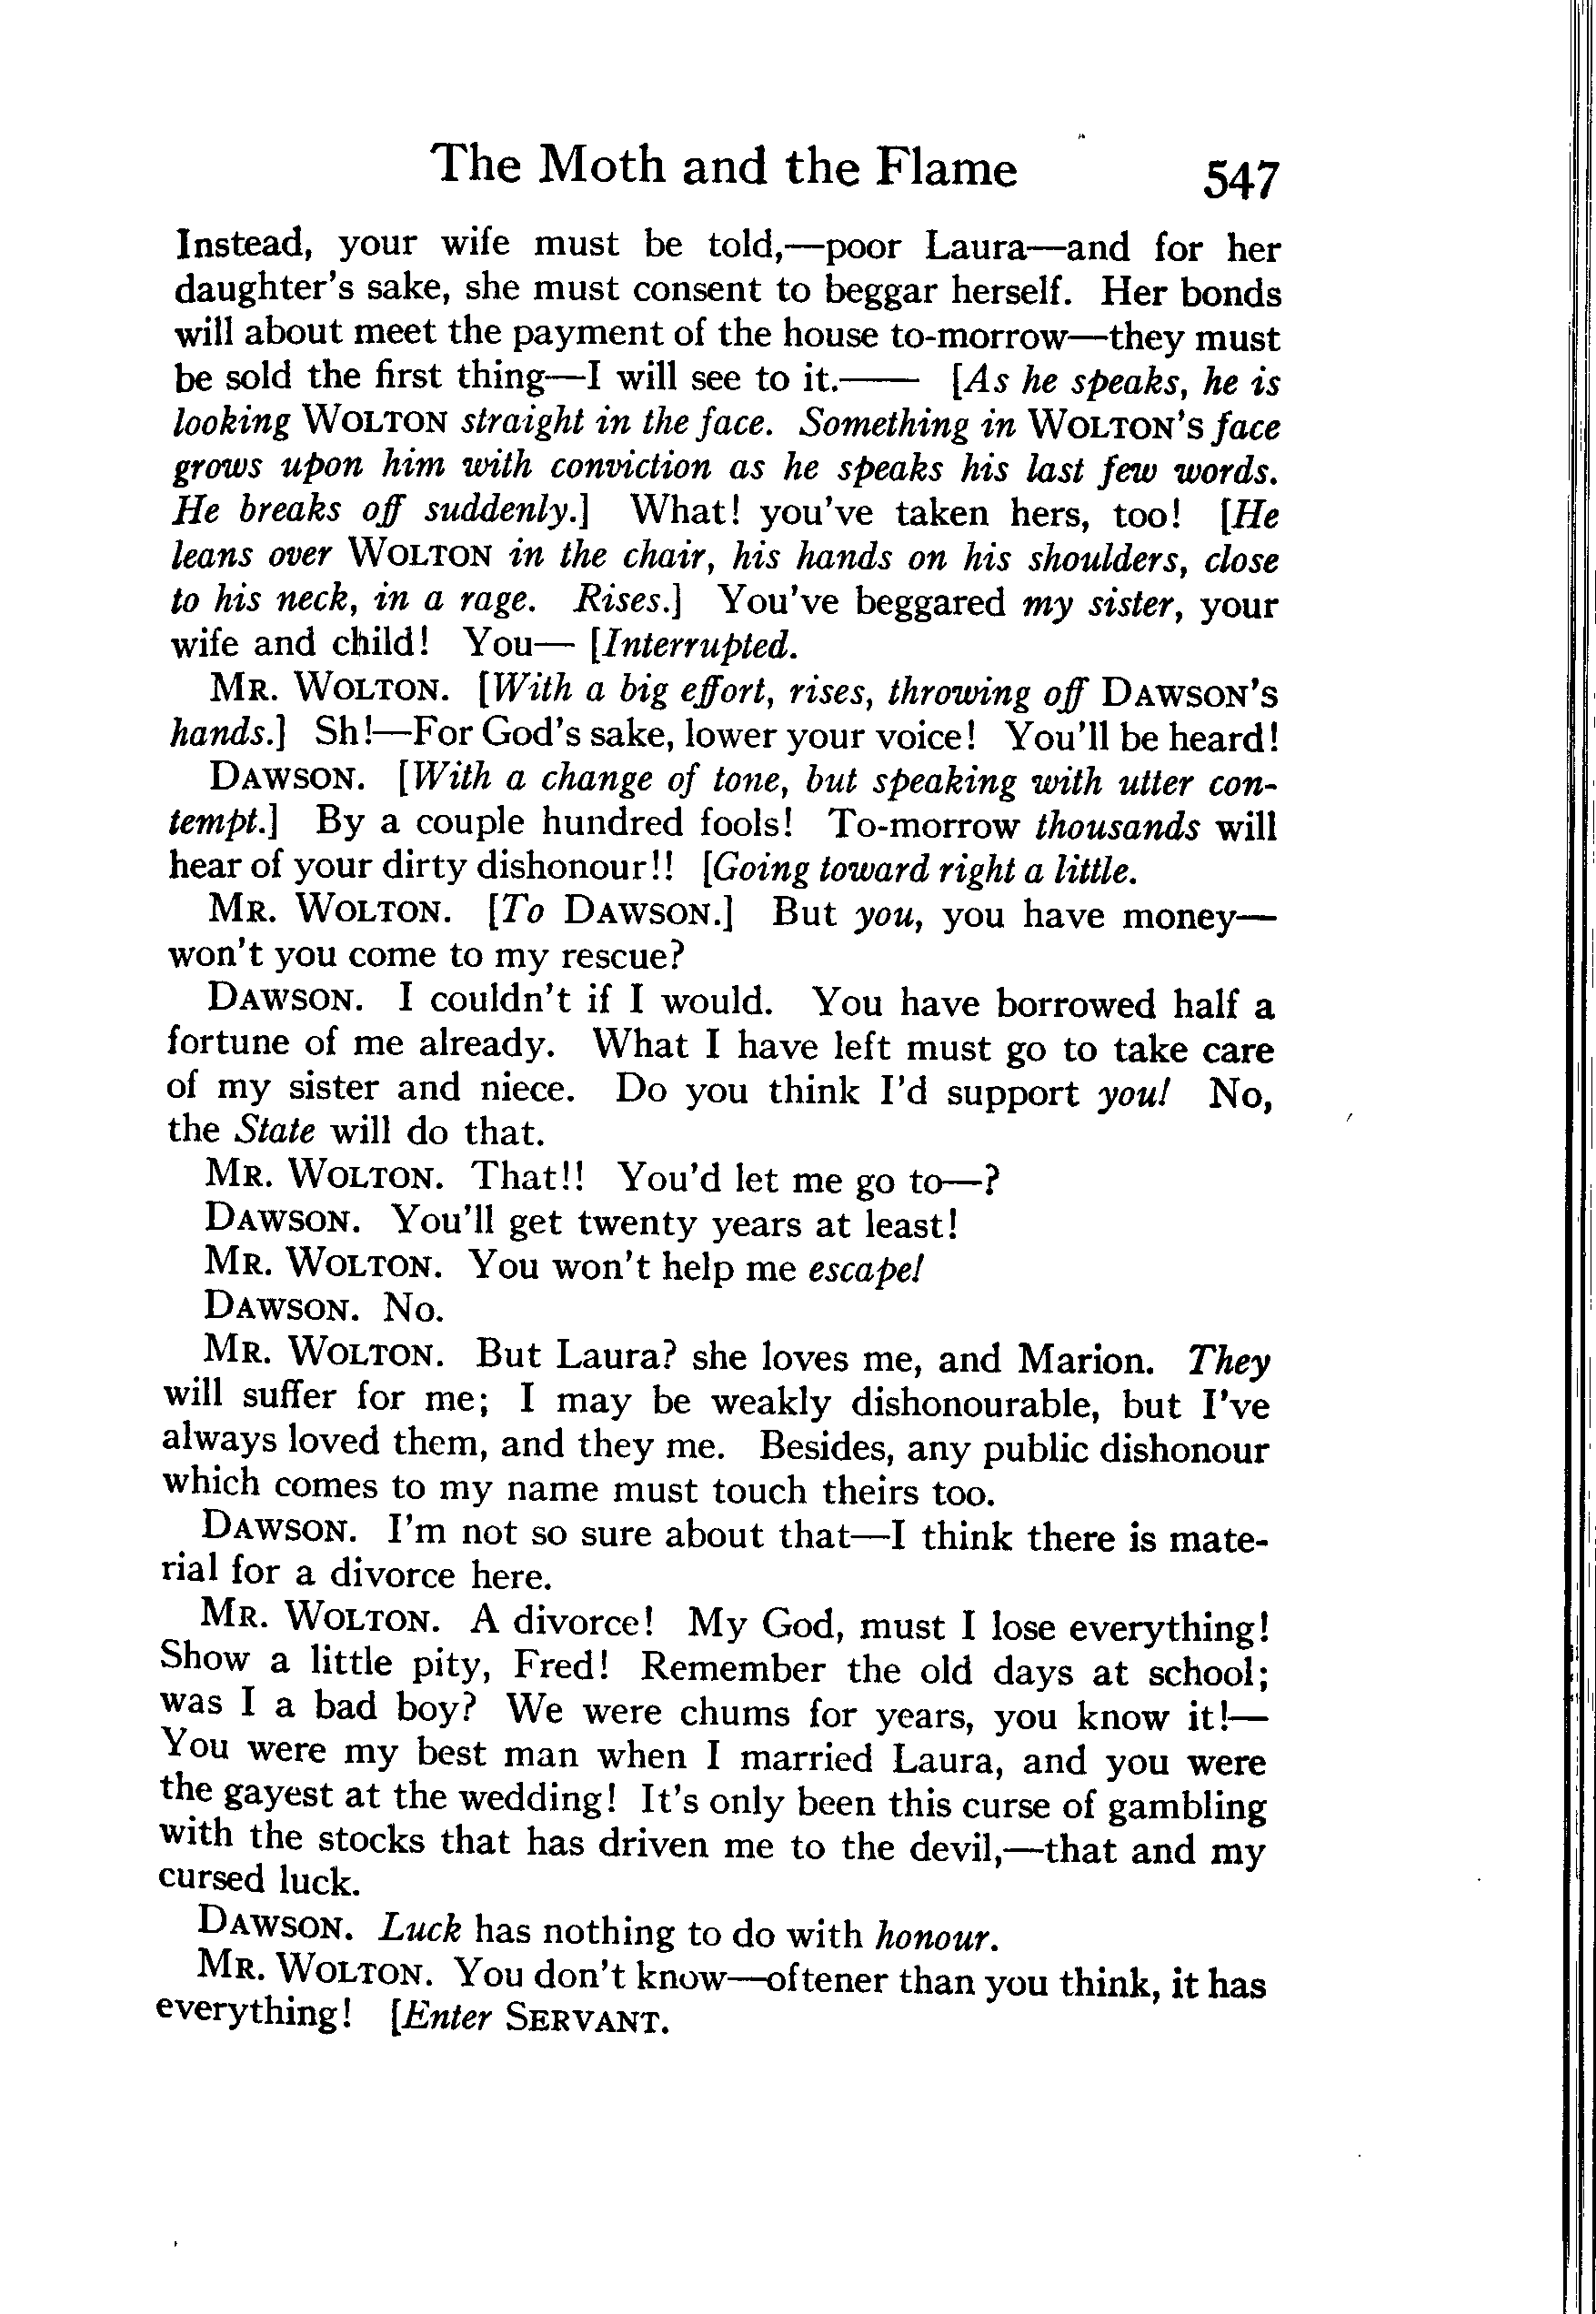 The Moth and the Flame 547
Instead, your wife must be told,—poor Laura—and for her
daughter's sake, she must consent to beggar herself. Her bonds
will about meet the payment of the house to-morrow—they must
be sold the first thing—I will see to it.—— [As he speaks, he is
looking WOLTON straight in the face. Something in WOLTON'S face
grows upon him with conviction as he speaks his last few words.
He breaks off suddenly.] What! you've taken hers, too! [He
leans over WOLTON in the chair, his hands on his shoulders, close
to his neck, in a rage. Rises.] You've beggared my sister, your
wife and child! You— [Interrupted.
MR. WOLTON. [With a big effort, rises, throwing off DAWSON'S
hands.] Sh!—For God's sake, lower your voice! You'll be heard!
DAWSON. [With a change of tone, but speaking with utter con-
tempt.] By a couple hundred fools! To-morrow thousands will
hear of your dirty dishonour!! [Going toward right a little.
MR. WOLTON. [To DAWSON.] But you, you have money—
won't you come to my rescue?
DAWSON. I couldn't if I would. You have borrowed half a
fortune of me already. What I have left must go to take care
of my sister and niece. Do you think I'd support you! No,
the State will do that.
MR. WOLTON. That!! You'd let me go to—?
DAWSON. You'll get twenty years at least!
MR. WOLTON. You won't help me escape!
DAWSON. No.
MR. WOLTON. But Laura? she loves me, and Marion. They
will suffer for me; I may be weakly dishonourable, but I've
always loved them, and they me. Besides, any public dishonour
which comes to my name must touch theirs too.
DAWSON. I'm not so sure about that—I think there is mate-
rial for a divorce here.
MR. WOLTON. A divorce! My God, must I lose everything!
Show a little pity, Fred! Remember the old days at school;
was I a bad boy? We were chums for years, you know it!—
You were my best man when I married Laura, and you were
the gayest at the wedding! It's only been this curse of gambling
with the stocks that has driven me to the devil,—that and my
cursed luck.
DAWSON. Luck has nothing to do with honour.
MR. WOLTON. You don't know—oftener than you think, it has
everything! [Enter SERVANT.